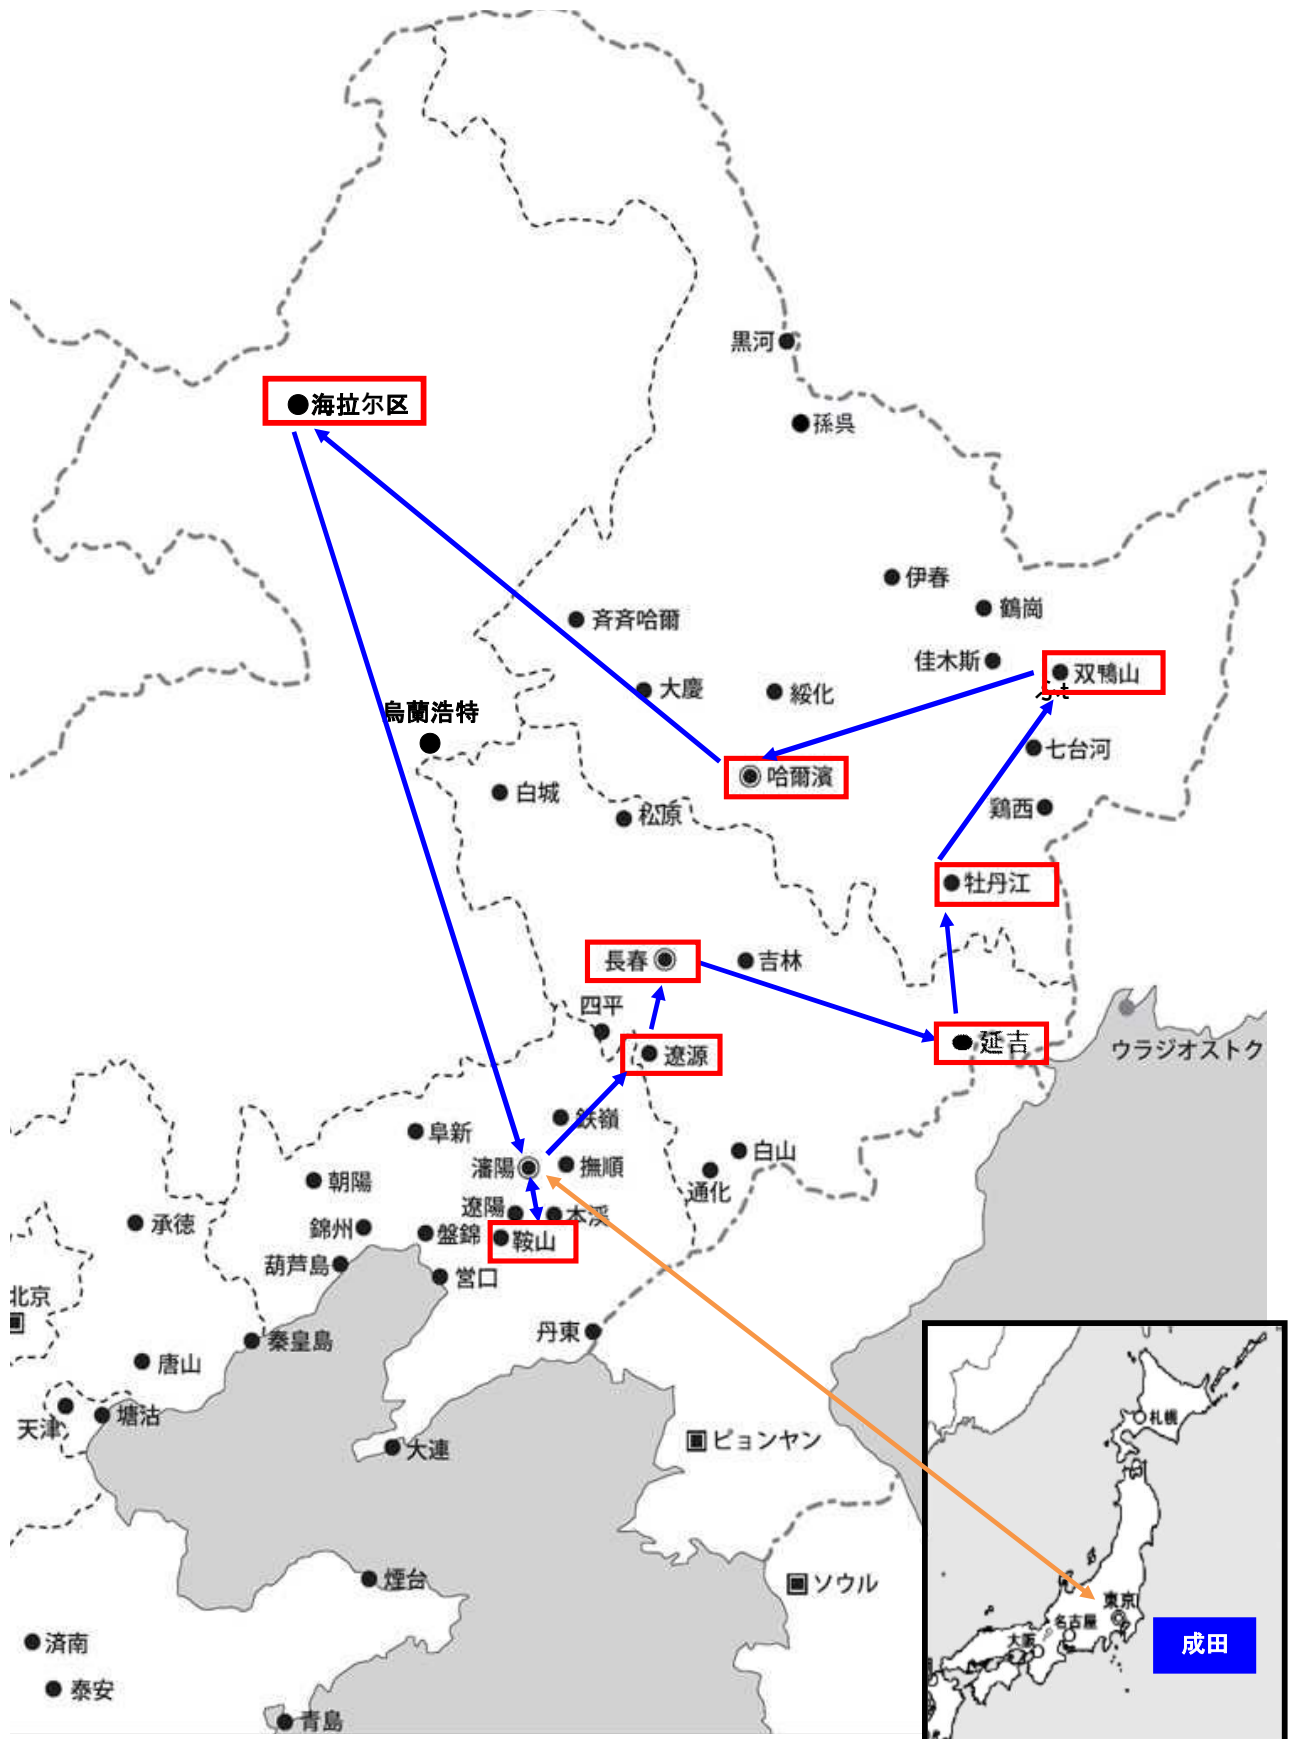 黒河
海拉尔区
孫呉
伊春
鶴崗
斉斉哈爾
佳木斯
双鴨山
大慶
綏化
烏蘭浩特
七台河
哈爾濱
白城
松原
鶏西
牡丹江
長春
吉林
四平
延吉
ウラジオストク
遼源
鉄嶺
阜新
白山
瀋陽
撫順
朝陽
通化
遼陽
本渓
承徳
錦州
盤錦
鞍山
葫芦島
営口
北京
丹東
秦皇島
唐山
天津
塘沽
札幌
ピョンヤン
大連
煙台
ソウル
東京
名古屋
大阪
成田
済南
泰安
青島